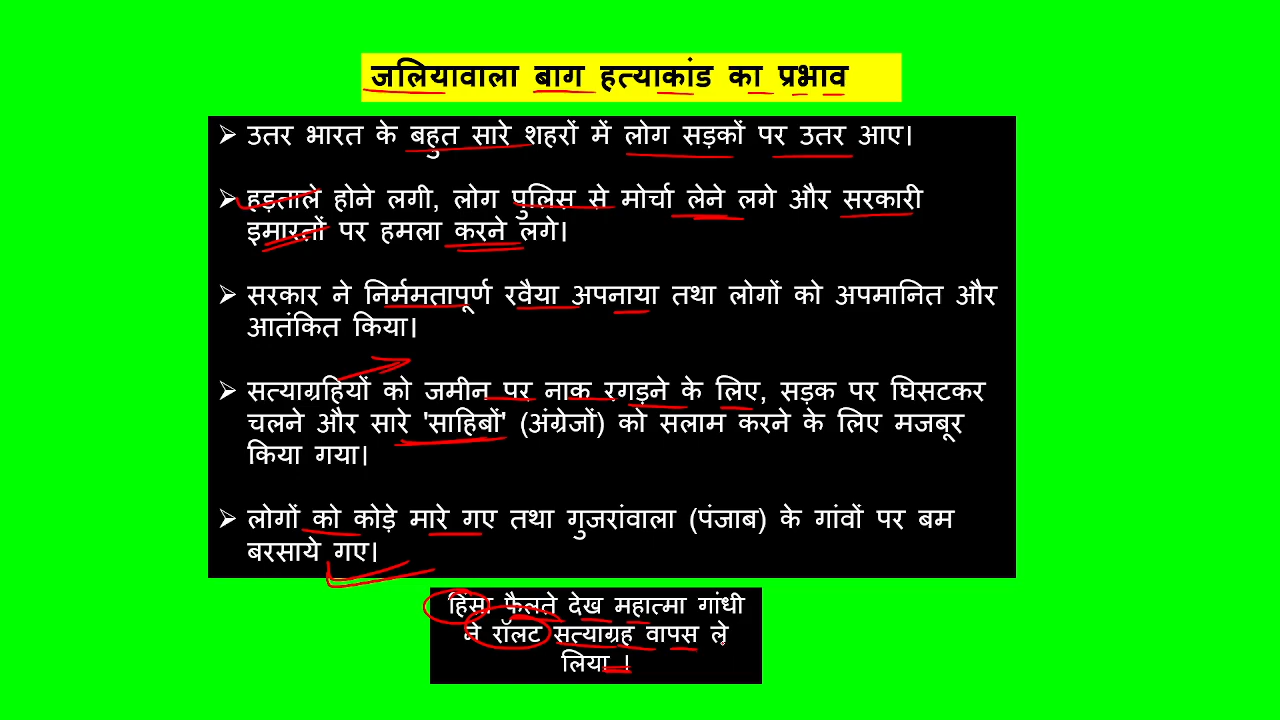 जलियावाला बाग हत्याकांड का प्रभाव
➢ उतर भारत के बहुत सारे शहरों में लोग सड़कों पर उतर आए।
➢ हड़ताले होने लगी, लोग पुलिस से मोर्चा लेने लगे और सरकारी
इमारतों पर हमला करने लगे।
➢ सरकार ने निर्ममतापूर्ण रवैया अपनाया तथा लोगों को अपमानित और
आतंकित किया।
➢ सत्याग्रहियों को जमीन पर नाक रगड़ने के लिए, सड़क पर घिसटकर
चलने और सारे 'साहिबों' (अंग्रेजों) को सलाम करने के लिए मजबूर
किया गया।
➢ लोगों को कोड़े मारे गए तथा गुजरांवाला (पंजाब) के गांवों पर बम
बरसाये गए।
हिंसा फैलते देख महात्मा गांधी
ने रॉलट सत्याग्रह वापस ले
लिया ।